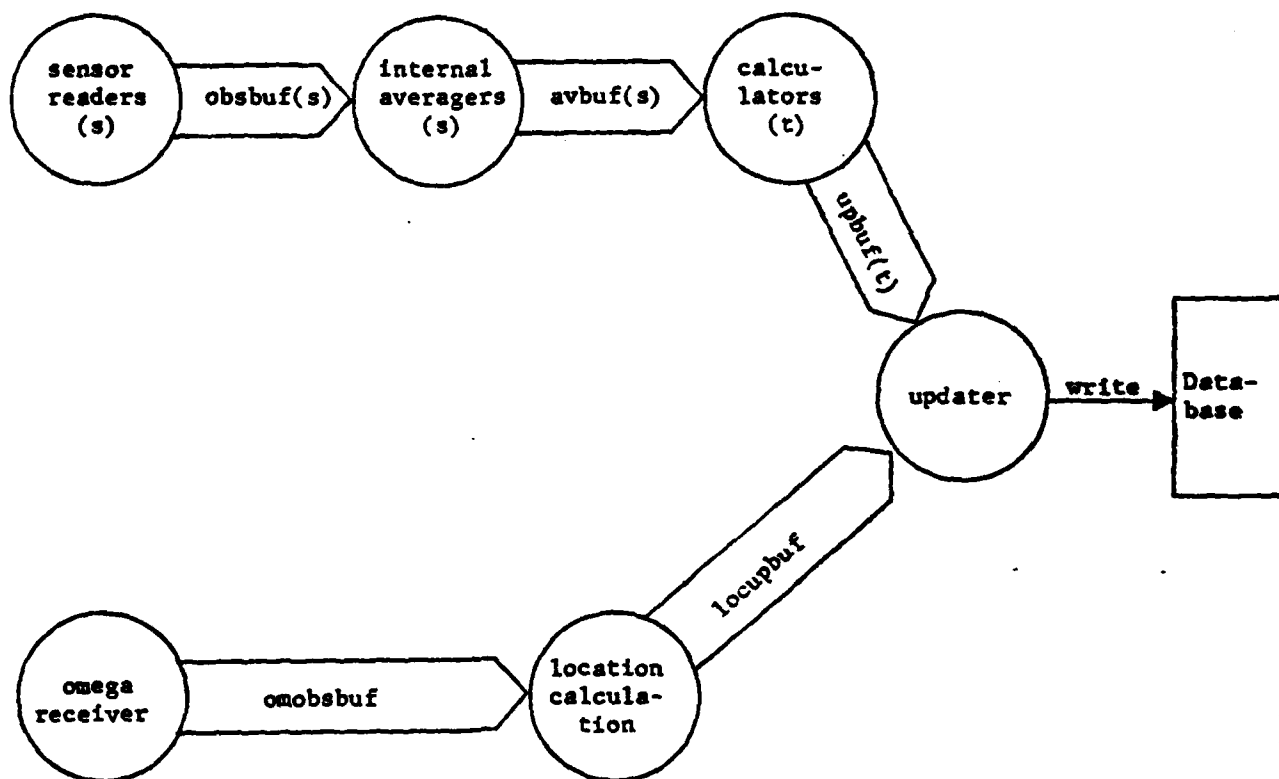 sensor
readers
(s)
obsbuf(s)
internal
averagers
(s)
avbuf(s)
calcu-
lators
(t)
upbuf(t)
updater
write
Data-
base
locupbuf
omega
receiver
omobsbuf
location
calcula-
tion